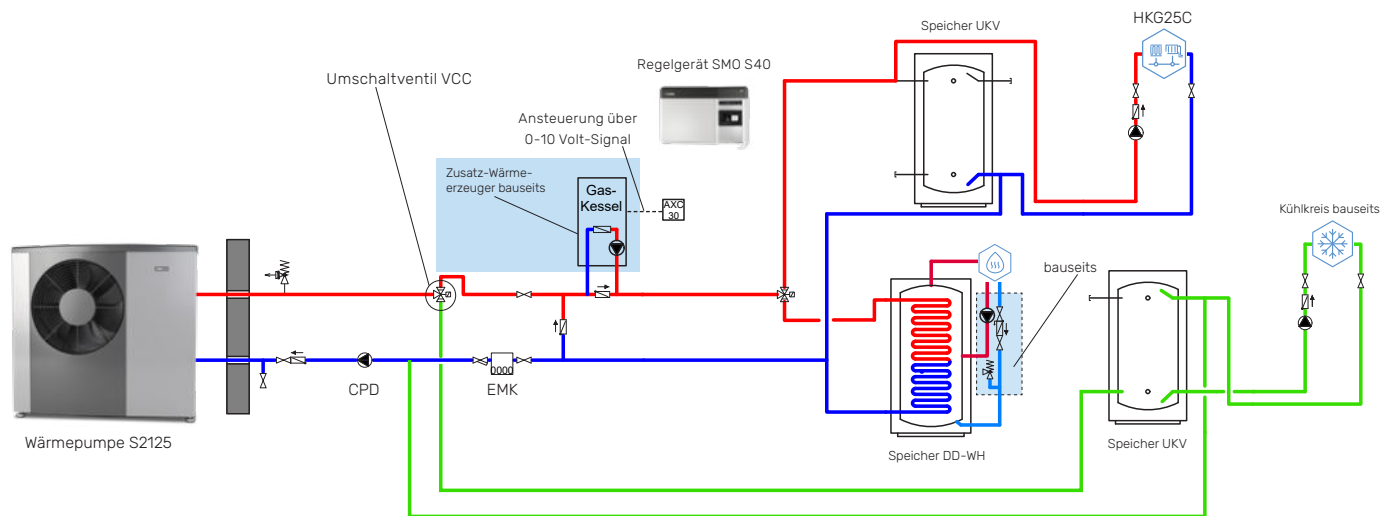 Speicher UKV
HKG25C
Umschaltventil VCC
Regelgerät SMO S40
Ansteuerung über
0-10 Volt-Signal
Zusatz-Wärme-
erzeuger bauseits
Gas-
Kessel
AXC
30
Kühlkreis bauseits
bauseits
CPD
0000
EMK
Wärmepumpe S2125
Speicher DD-WH
Speicher UKV